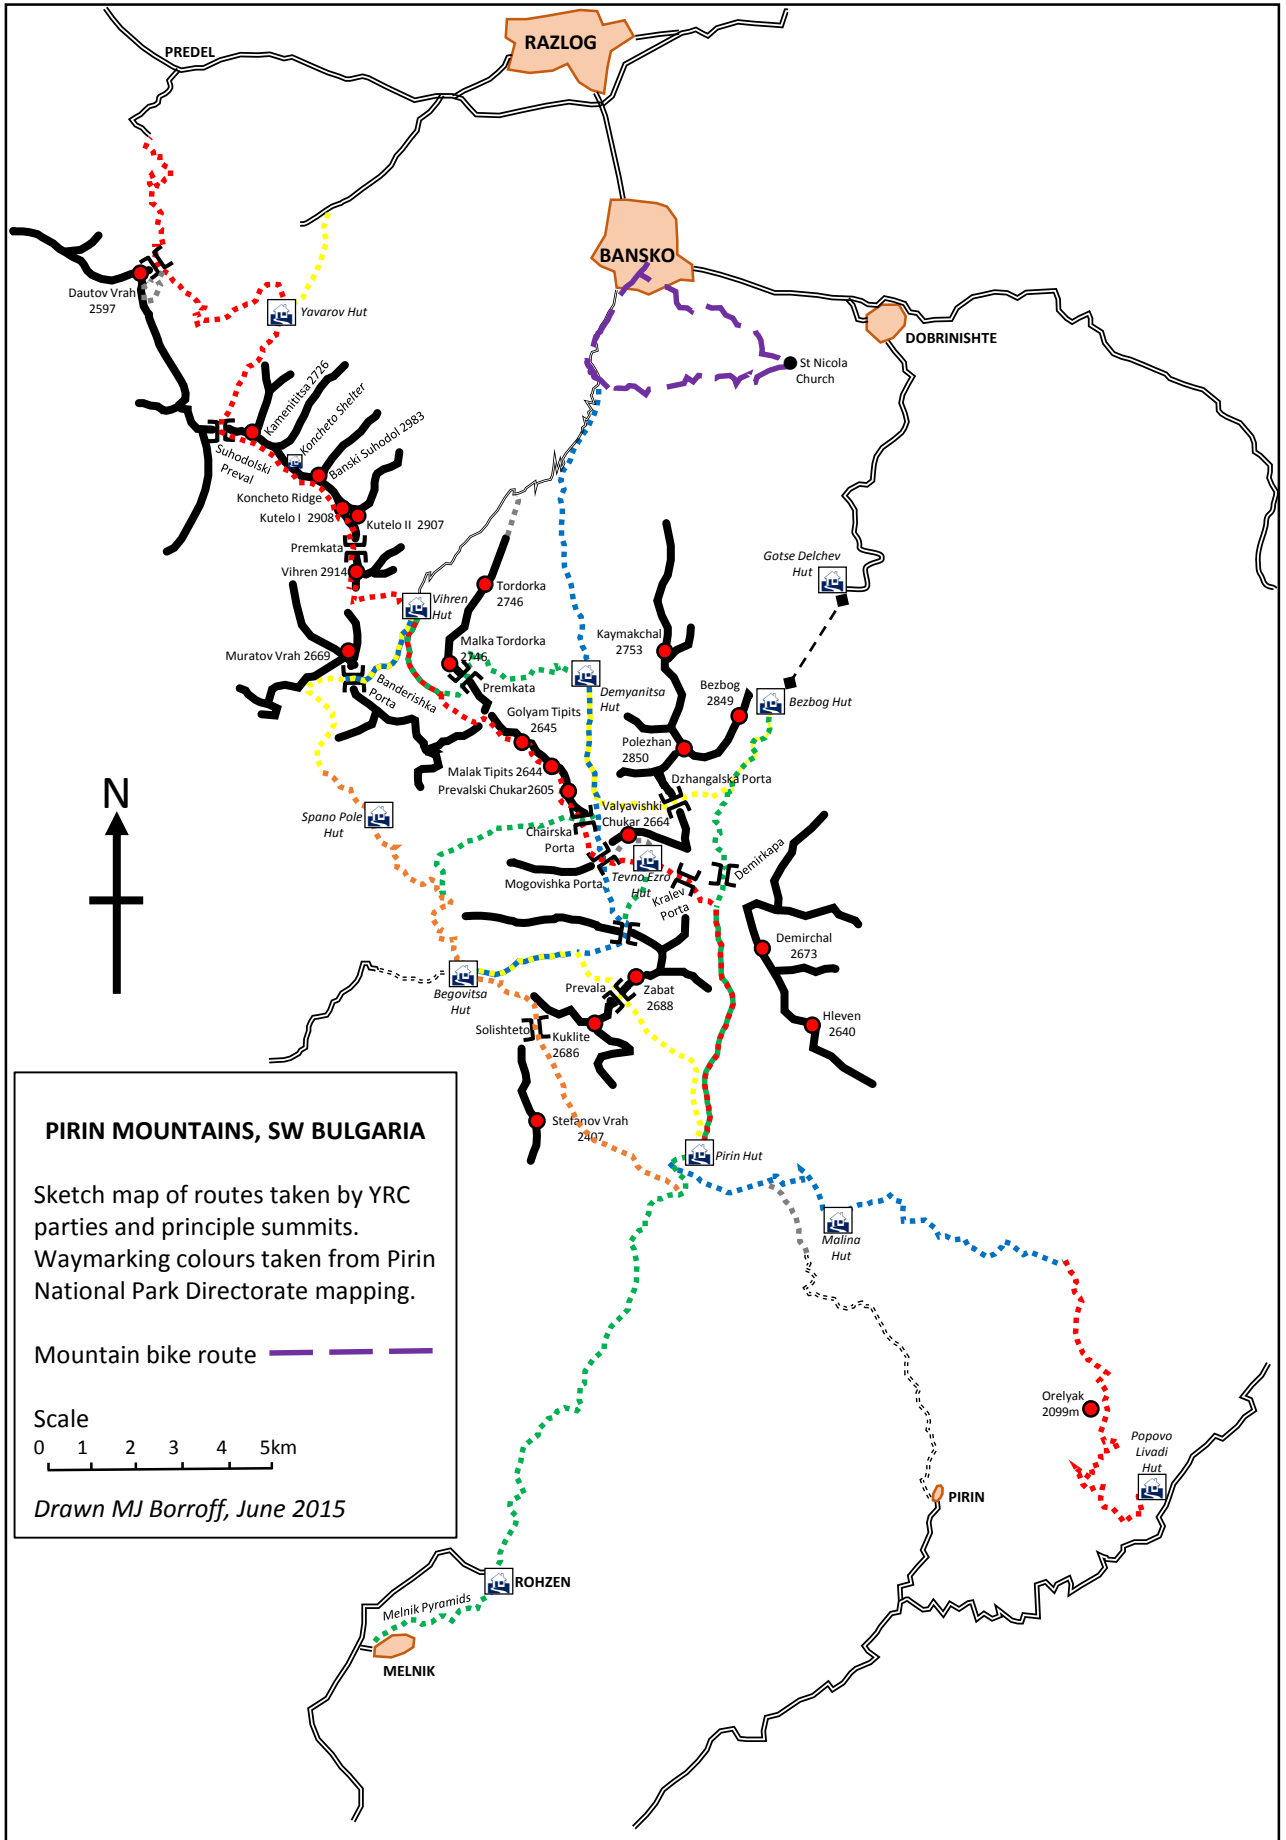 RAZLOG
PREDEL
BANSKO
Dautov Vrah
2597
Yavarov Hut
DOBRINISHTE
St Nicola
Church
Kamenititsa 2726
Koncheto Shelter
Banski Suhodol 2983
Suhodolski
Preval
Koncheto Ridge
Kutelo I 2908
Kutelo II 2907
Premkata
Vihren 2914
Gotse Delchev
Hut
Tordorka
2746
Vihren
Hut
Kaymakchal
2753
Muratov Vrah 2669
Malka Tordorka
2746
Banderishka
Porta
Premkata
Demyanitsa
Hut
Bezbog
2849
Bezbog Hut
Golyam Tipits
2645
Polezhan
2850
Malak Tipits 2644
Prevalski Chukar2605
Dzhangalska Porta
N
Spano Pole
Hut
Valyavishki
Chukar 2664
Chairska
Porta
Mogovishka Porta
Tevno Ezro
Hut
Kralev
Porta
Demirkapa
Demirchal
2673
Begovitsa
Hut
Prevala
Zabat
2688
Hleven
2640
Solishteto
Kuklite
2686
Stefanov Vrah
2407
Pirin Hut
PIRIN MOUNTAINS, SW BULGARIA
Sketch map of routes taken by YRC
parties and principle summits.
Waymarking colours taken from Pirin
National Park Directorate mapping.
Mountain bike route
Scale
0 1 2 3 4 5km
Drawn MJ Borroff, June 2015
Malina
Hut
Orelyak
2099m
Popovo
Livadi
Hut
PIRIN
ROHZEN
Melnik Pyramids
MELNIK